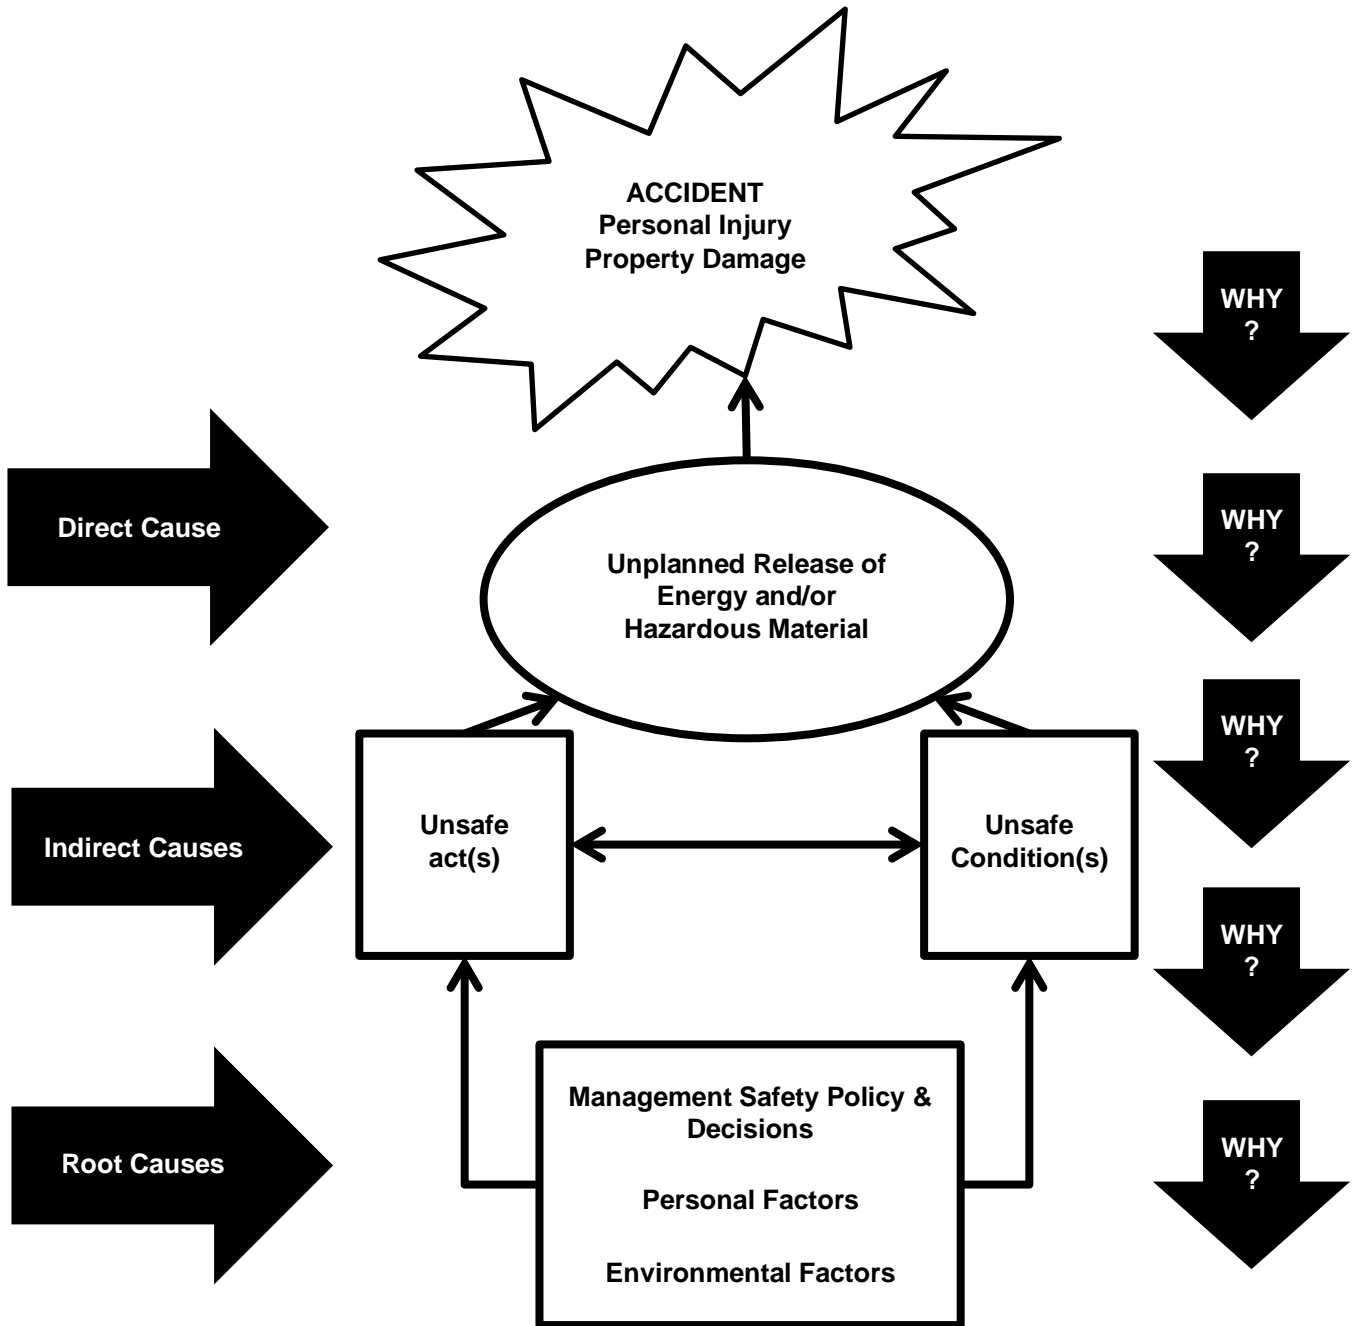 ACCIDENT
Personal Injury
Property Damage
WHY
?
Direct Cause
Unplanned Release of
Energy and/or
Hazardous Material
WHY
?
WHY
?
Indirect Causes
Unsafe
act(s)
Unsafe
Condition(s)
WHY
?
Root Causes
Management Safety Policy &
Decisions
Personal Factors
Environmental Factors
WHY
?